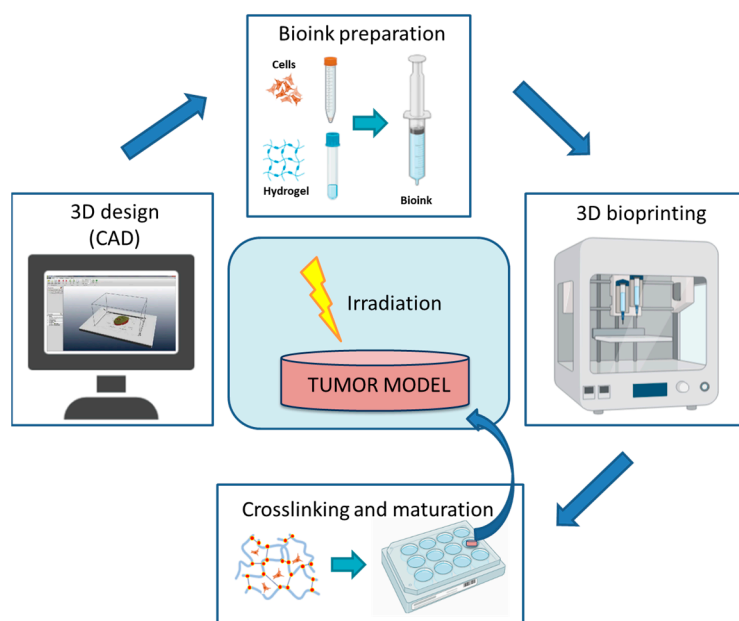 Bioink preparation
Cells
Hydrogel
Bioink
3D design
(CAD)
3D bioprinting
Irradiation
TUMOR MODEL
Crosslinking and maturation